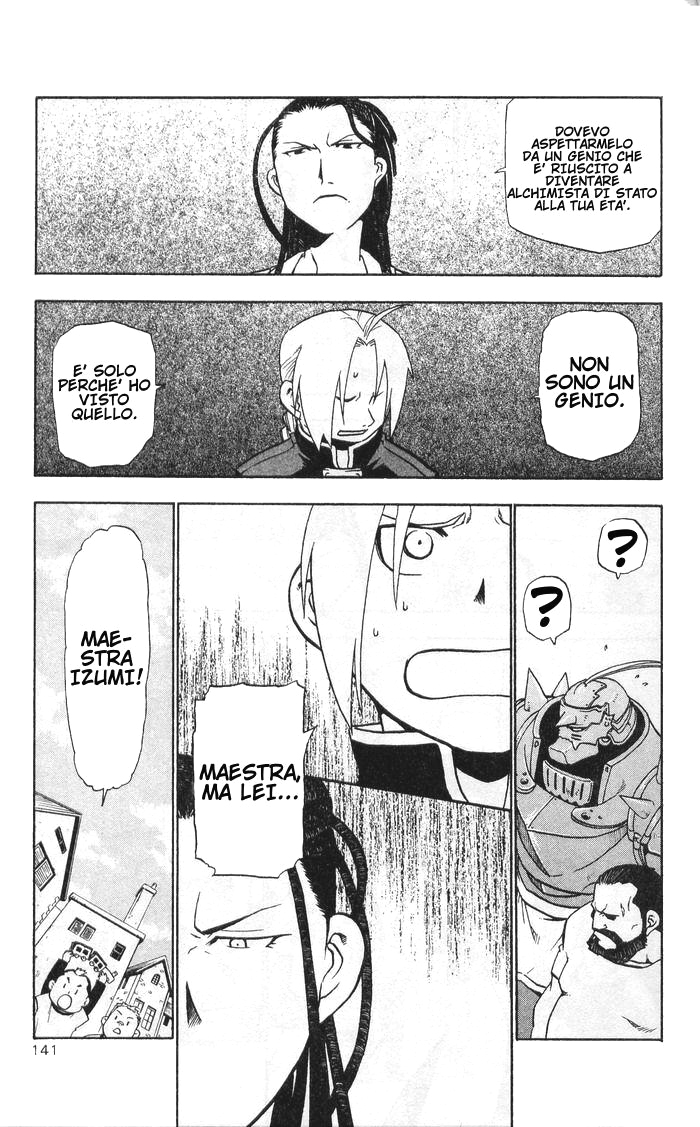 DOVEVO
ASPETTARMELO
DA UN GENIO CHE
E' RIUSCITO A
DIVENTARE
ALCHIMISTA DI STATO
ALLA TUA ETA'.
NON
SONO UN
GENIO.
E' SOLO
PERCHE' HO
VISTO
QUELLO.
?
?
MAESTRA,
MA LEI...
MAE-
STRA
IZUMI!
141